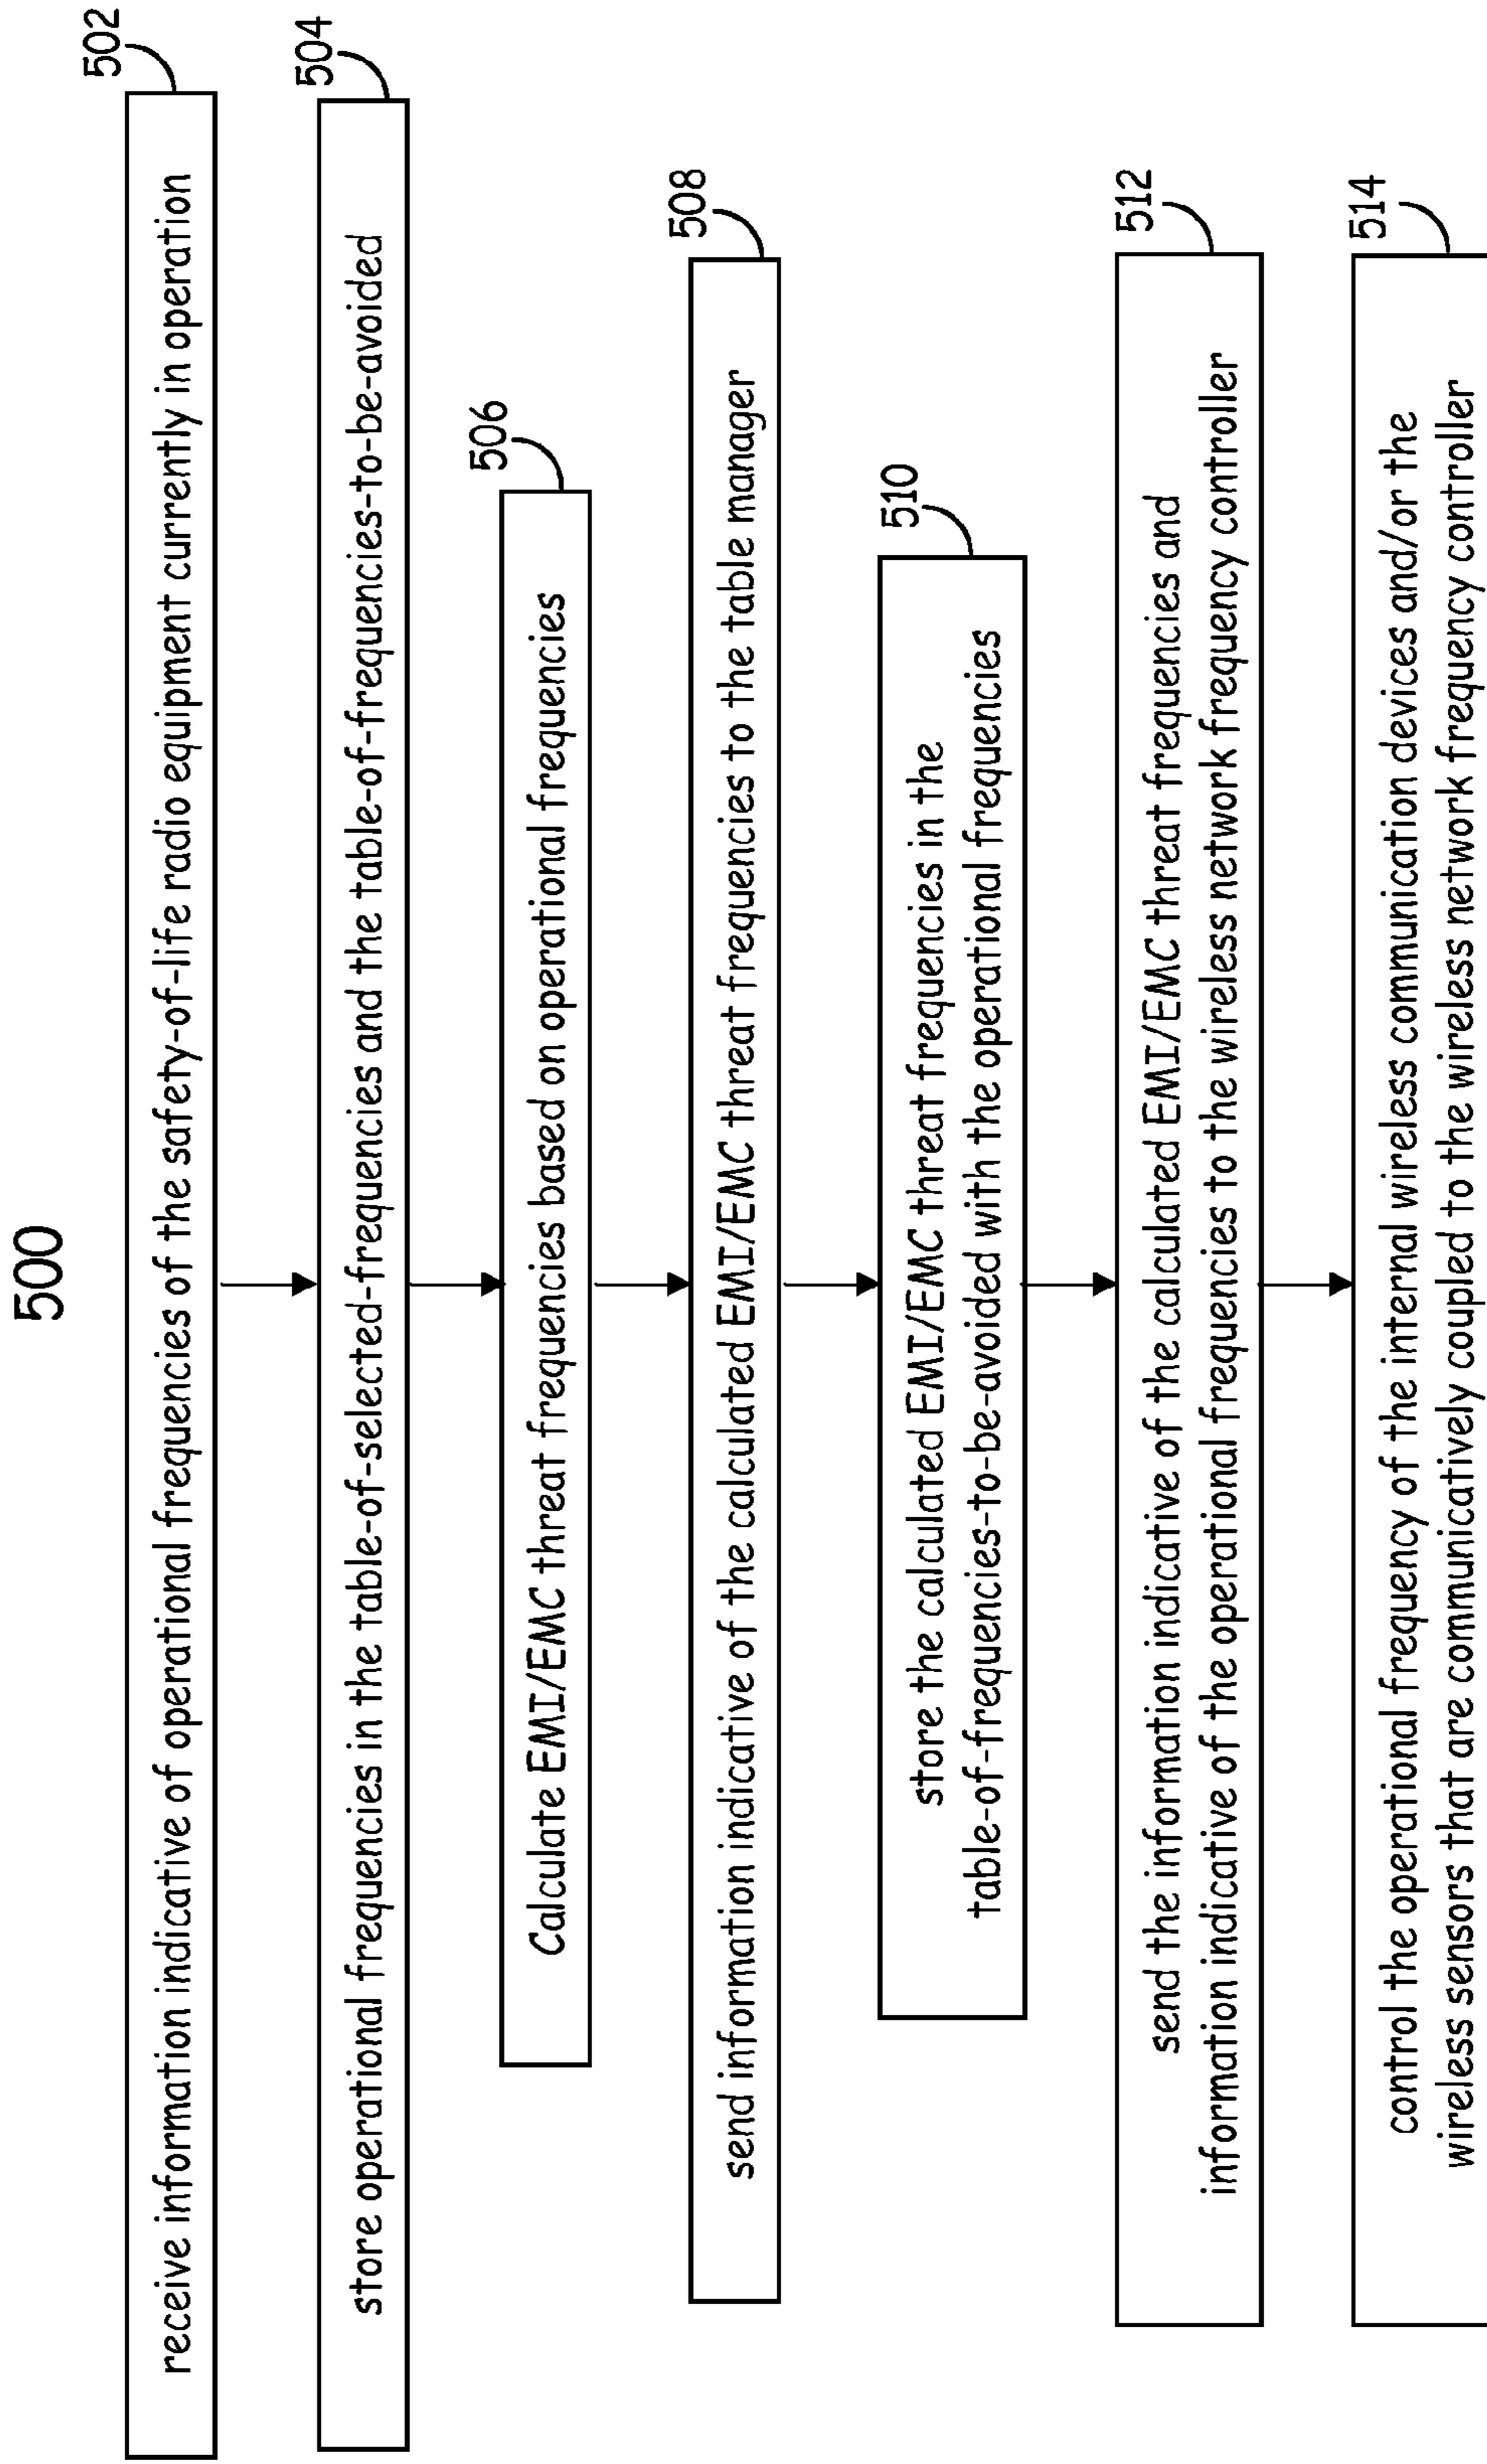 500
502
receive information indicative of operational frequencies of the safety-of-life radio equipment currently in operation
504
store operational frequencies in the table-of-selected-frequencies and the table-of-frequencies-to-be-avoided
506
Calculate EMI/EMC threat frequencies based on operational frequencies
508
send information indicative of the calculated EMI/EMC threat frequencies to the table manager
510
store the calculated EMI/EMC threat frequencies in the
table-of-frequencies-to-be-avoided with the operational frequencies
512
send the information indicative of the calculated EMI/EMC threat frequencies and
information indicative of the operational frequencies to the wireless network frequency controller
514
control the operational frequency of the internal wireless communication devices and/or the
wireless sensors that are communicatively coupled to the wireless network frequency controller